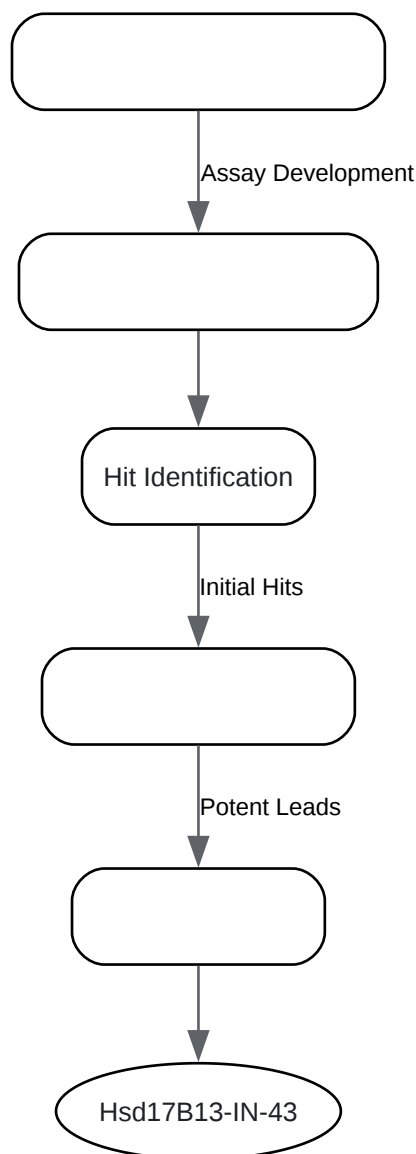 Assay Development
Hit Identification
Initial Hits
Potent Leads
Hsd17B13-IN-43